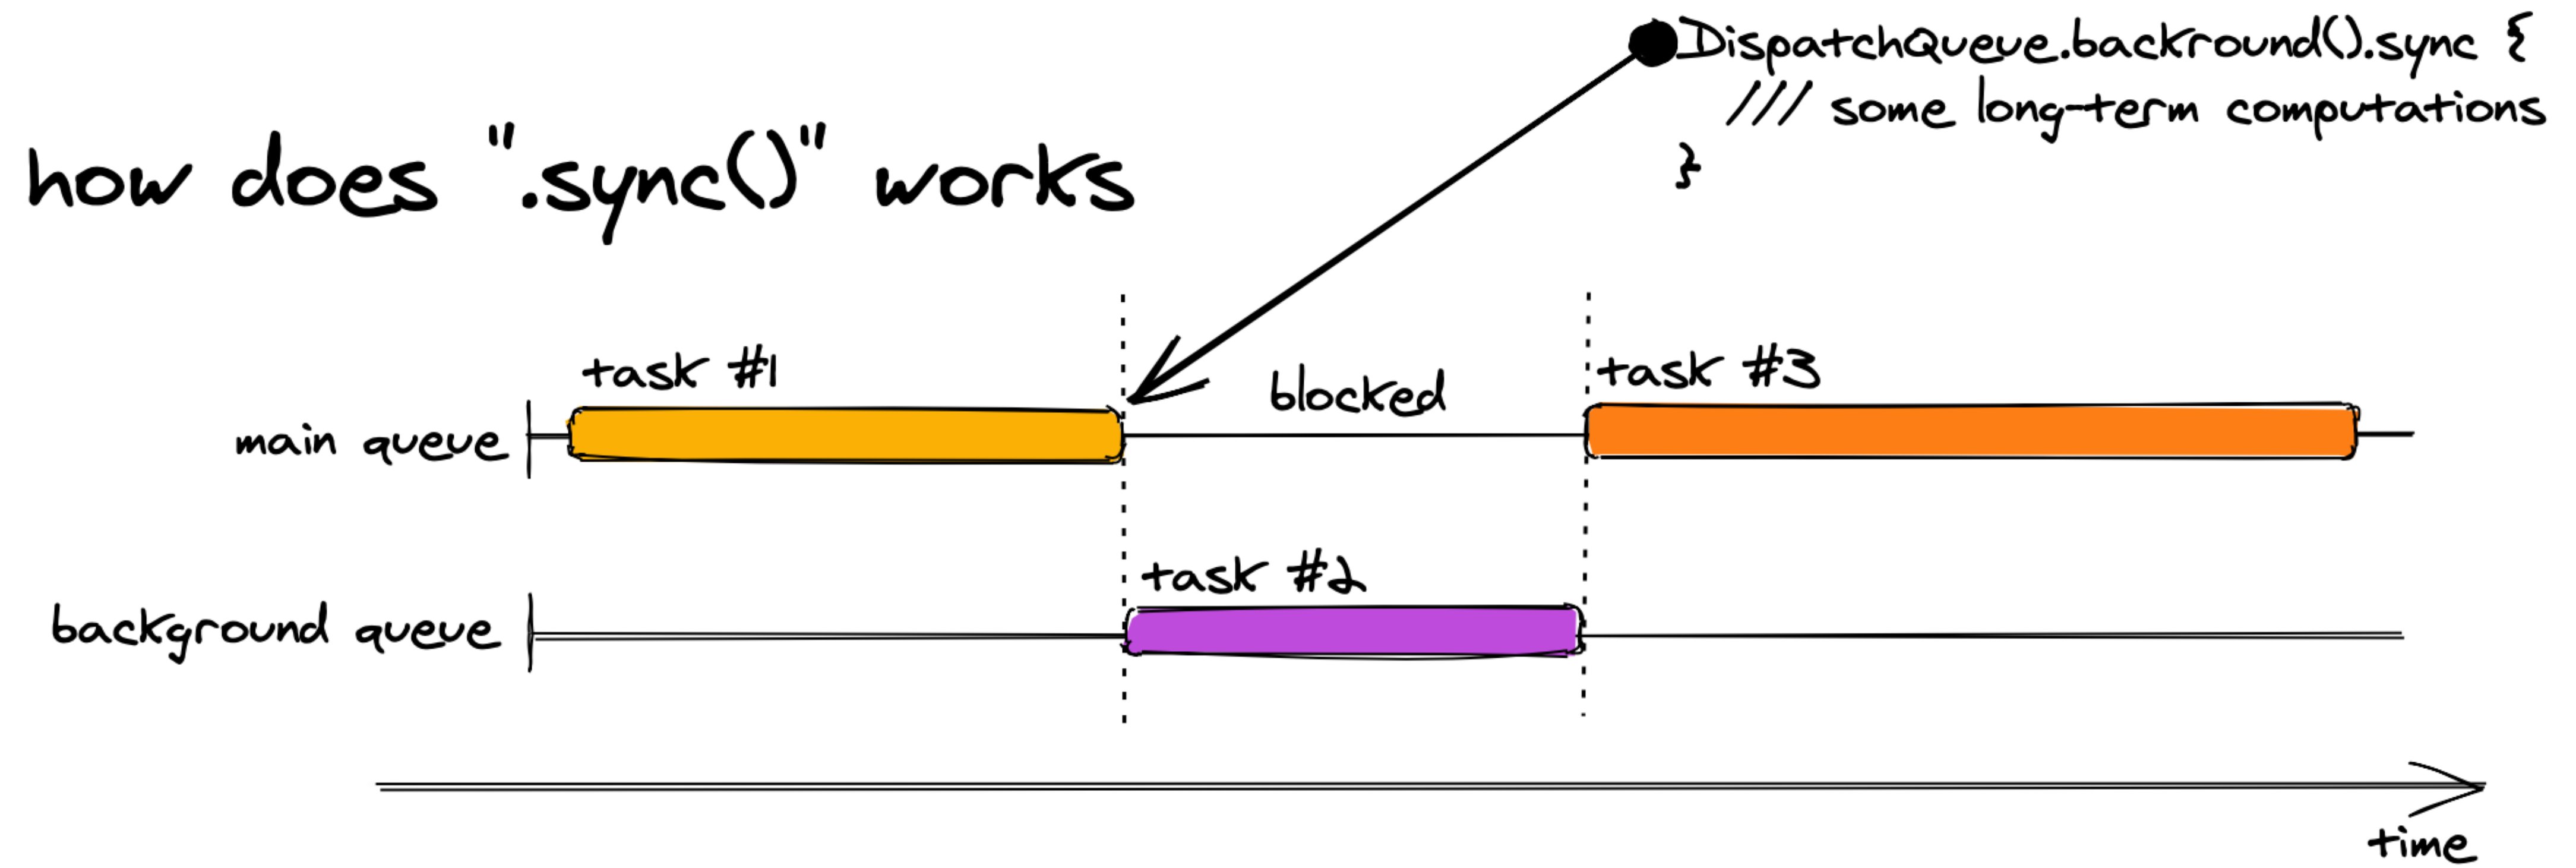 DispatchQueue.backround().sync {
/// some long-term computations
}
how does ".sync()" works
task #1
blocked
task #3
main queue
task #2
background queue
time